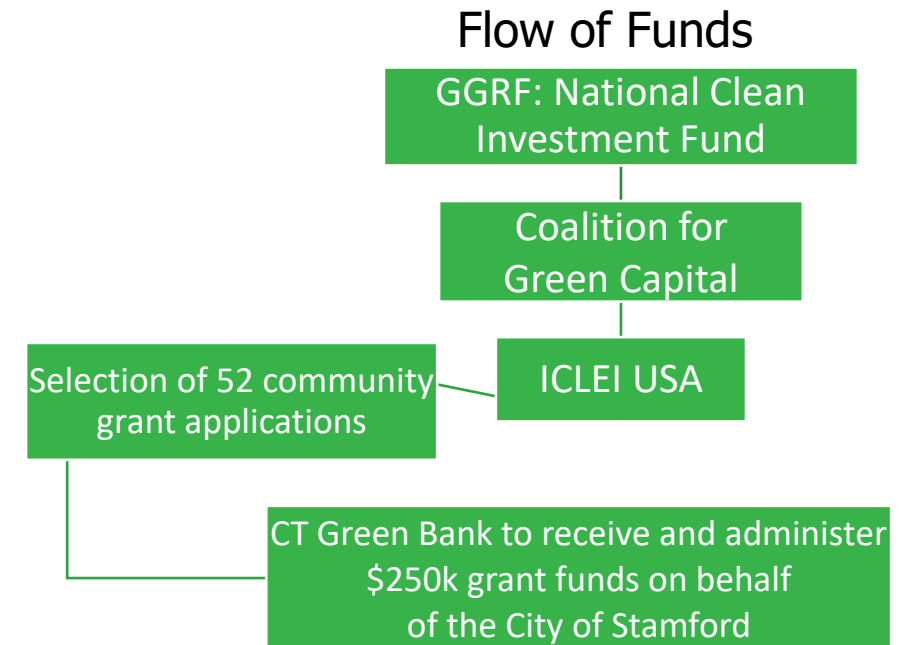 Flow of Funds
GGRF: National Clean
Investment Fund
Coalition for
Green Capital
ICLEI USA
Selection of 52 community
grant applications
CT Green Bank to receive and administer
$250k grant funds on behalf
of the City of Stamford